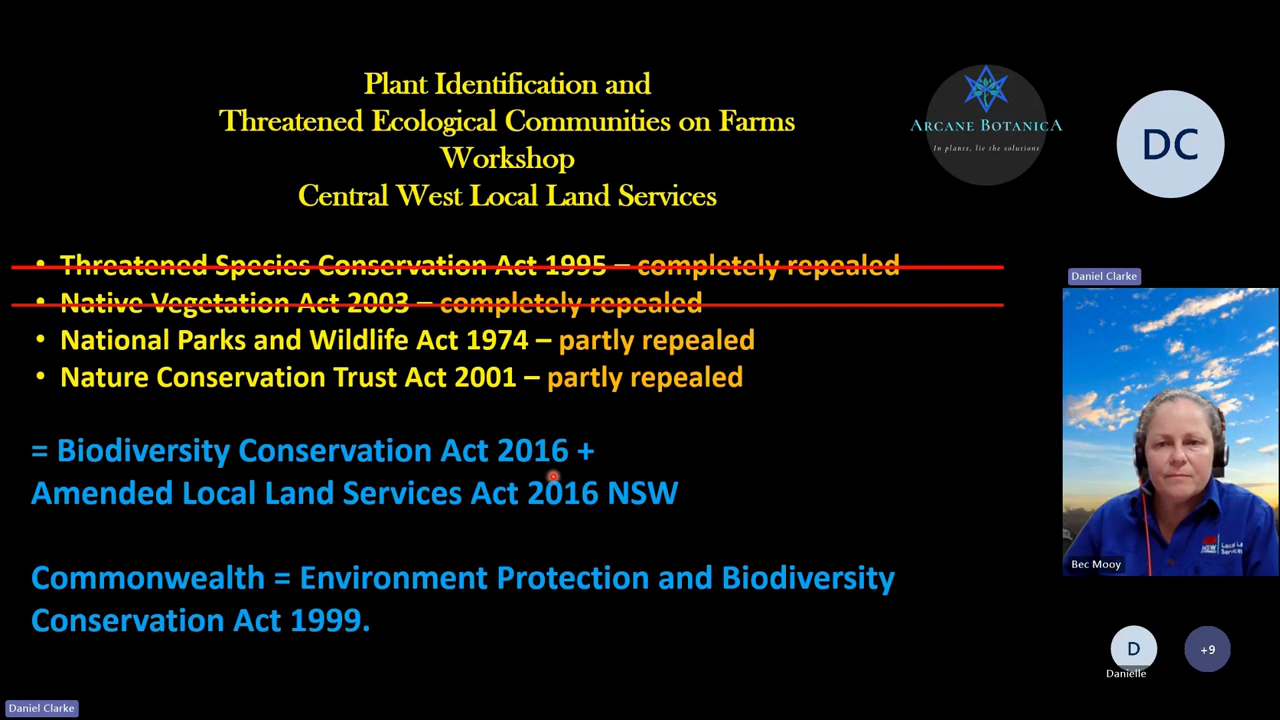 Plant Identification and
Threatened Ecological Communities on Farms
Workshop
Central West Local Land Services
ARCANE BOTANICA
In plants, lie the solutions
DC
• Threatened Species Conservation Act 1995 – completely repealed
• Native Vegetation Act 2003 – completely repealed
• National Parks and Wildlife Act 1974 – partly repealed
• Nature Conservation Trust Act 2001 – partly repealed
= Biodiversity Conservation Act 2016 +
Amended Local Land Services Act 2016 NSW
Commonwealth = Environment Protection and Biodiversity
Conservation Act 1999.
Daniel Clarke
NSW
Local La
Services
Bec Mooy
D
Danielle
+9
Daniel Clarke